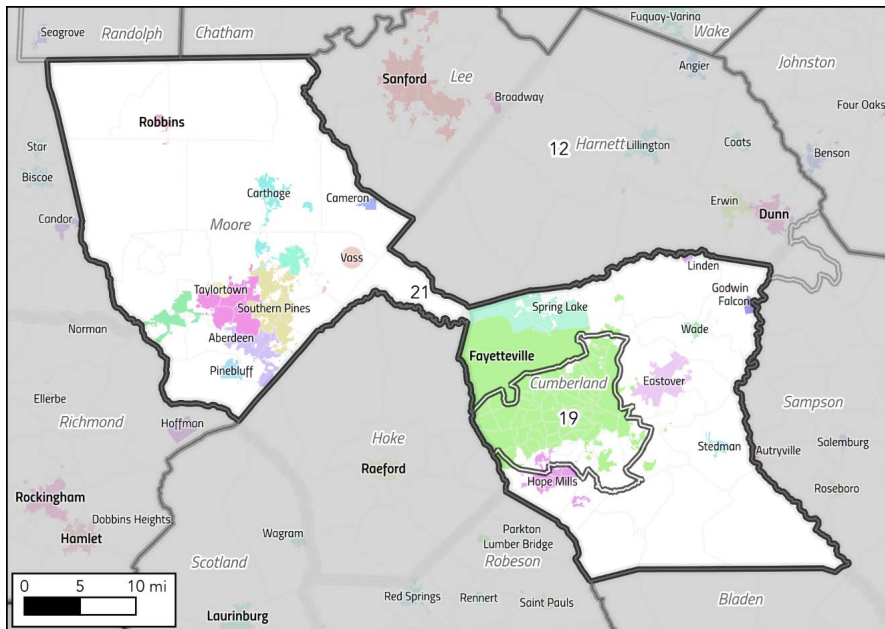 Fuquay-Varina
Seagrove
Randolph
Chatham
Wake
Johnston
Sanford
Lee
Angier
Broadway
Four Oaks
Robbins
12
Harnett
Lillington
Coats
Benson
Star
Biscoe
Carthage
Cameron
Erwin
Dunn
Candor
Moore
Vass
Linden
Taylortown
21
Godwin
Falcon
Southern Pines
Spring Lake
Norman
Aberdeen
Wade
Fayetteville
Pinebluff
Cumberland
Eastover
Ellerbe
Richmond
Hoffman
19
Sampson
Hoke
Stedman
Autryville
Salemburg
Raeford
Hope Mills
Roseboro
Rockingham
Dobbins Heights
Hamlet
Wagram
Parkton
Lumber Bridge
Scotland
Robeson
0 5 10 mi
Red Springs
Rennert
Saint Pauls
Bladen
Laurinburg